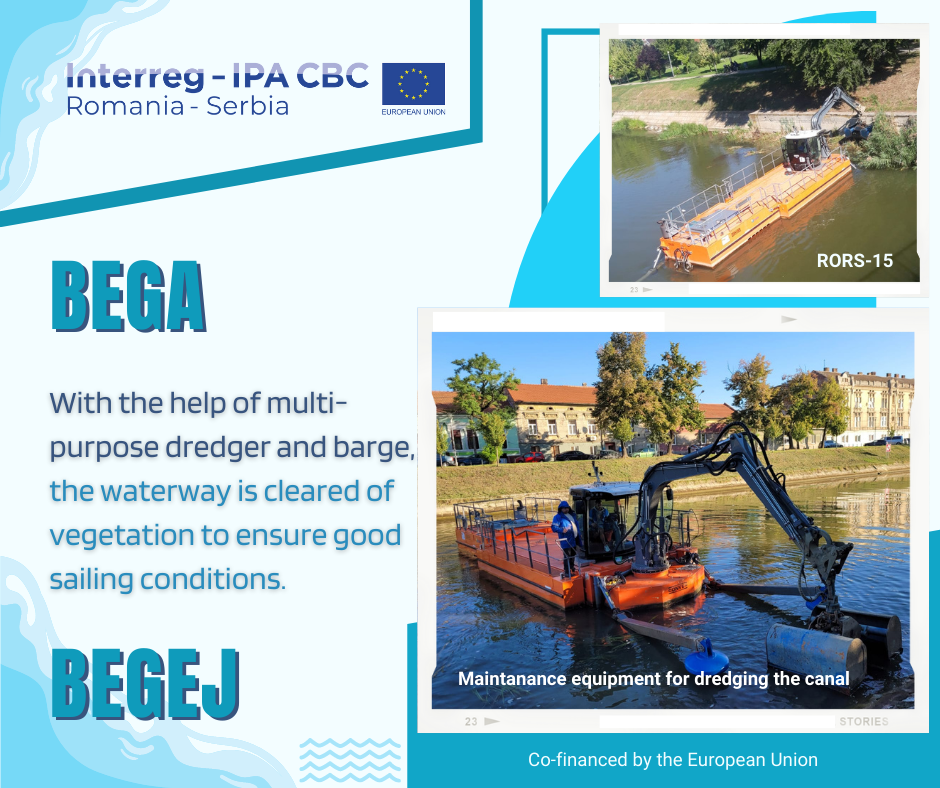 Interreg - IPA CBC
Romania - Serbia
EUROPEAN UNION
RORS-15
23
BEGA
With the help of multi-
purpose dredger and barge,
the waterway is cleared of
vegetation to ensure good
sailing conditions.
BEGEJ
Maintanance equipment for dredging the canal
23
STORIES
Co-financed by the European Union